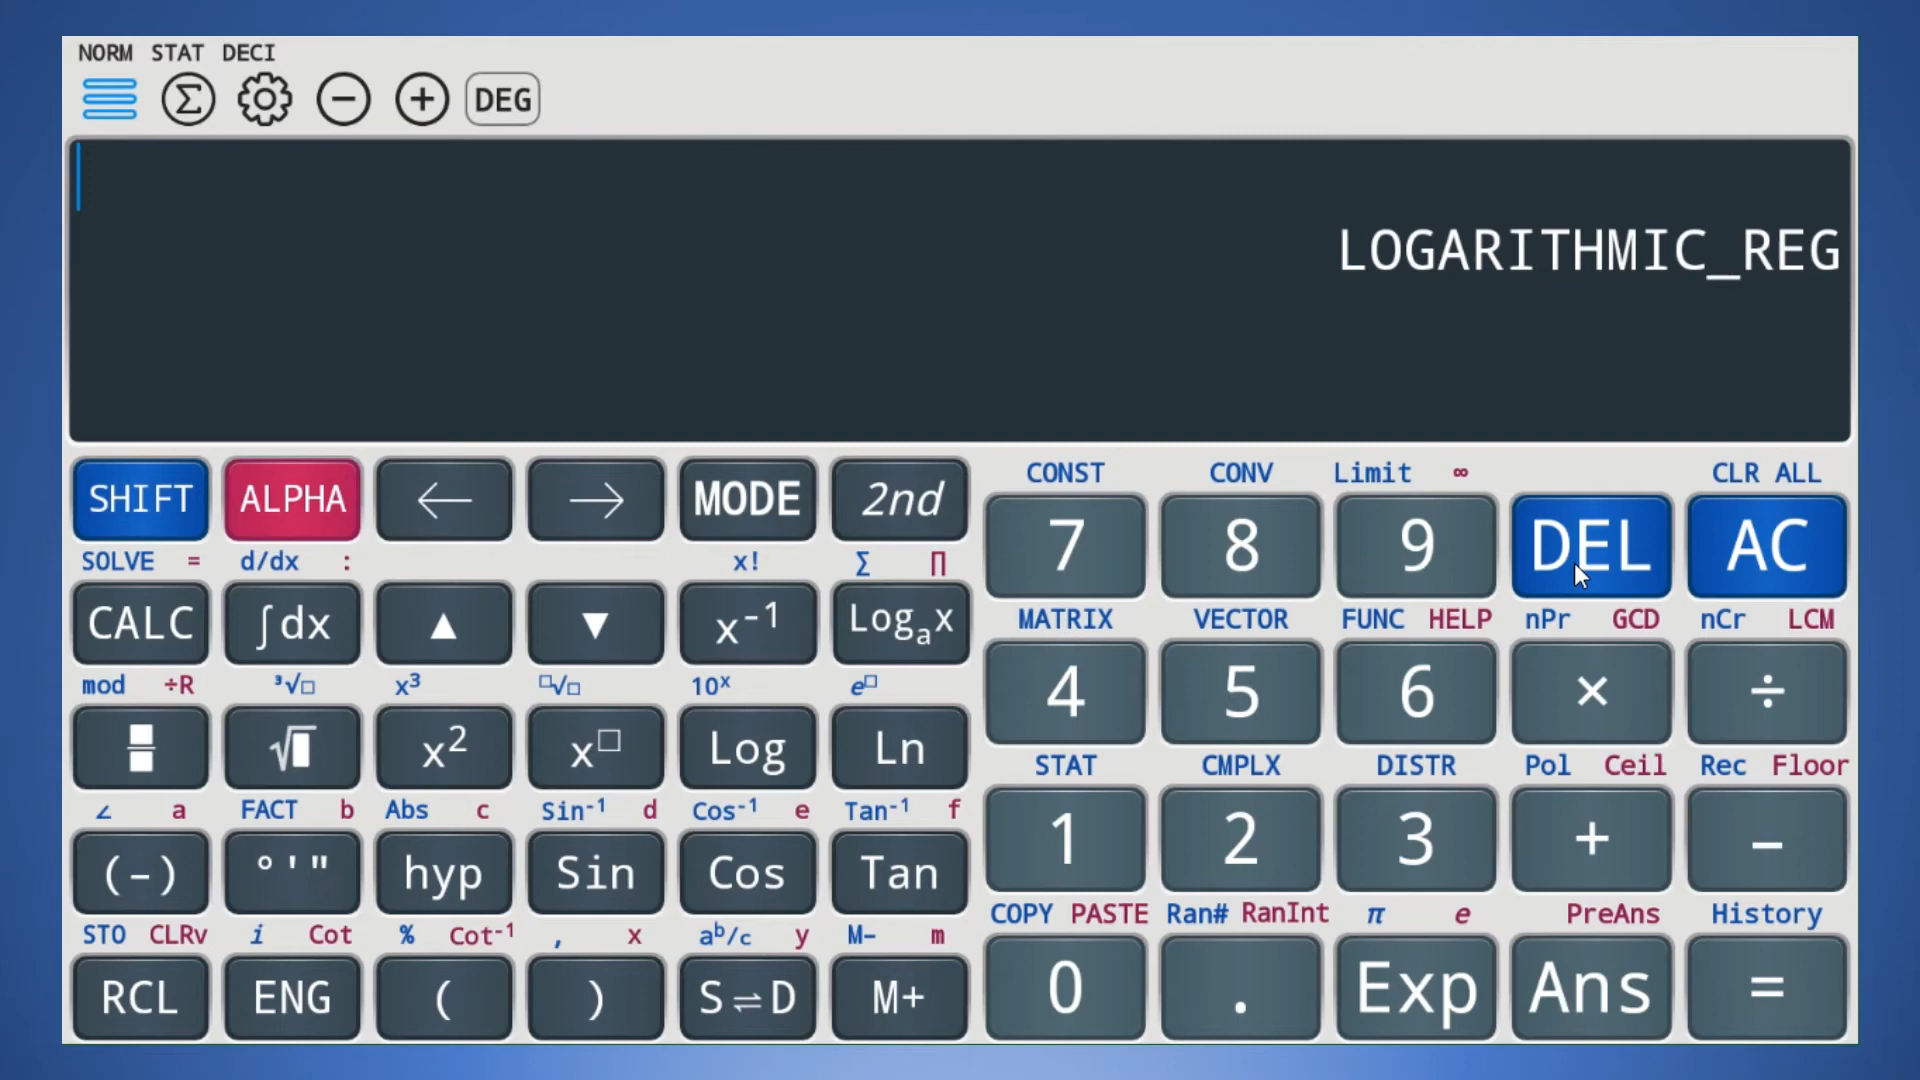 NORM STAT DECI
Σ − + DEG
LOGARITHMIC_REG
CONST CONV Limit ∞ CLR ALL
SHIFT ALPHA ← → MODE 2nd 7 8 9 DEL AC
SOLVE = d/dx : x! ∑ ∏
CALC ∫dx ▲ ▼ x⁻¹ Logₐx
MATRIX VECTOR FUNC HELP nPr GCD nCr LCM
4 5 6 × ÷
mod ÷R ³√□ x³ □√□ 10ˣ e□
√ x² x□ Log Ln
STAT CMPLX DISTR Pol Ceil Rec Floor
1 2 3 + −
∠ a FACT b Abs c Sin⁻¹ d Cos⁻¹ e Tan⁻¹ f
(-) °'" hyp Sin Cos Tan
COPY PASTE Ran# RanInt π e PreAns History
STO CLRv i Cot % Cot⁻¹ , x aᵇ/c y M− m
RCL ENG ( ) S⇌D M+ 0 . Exp Ans =